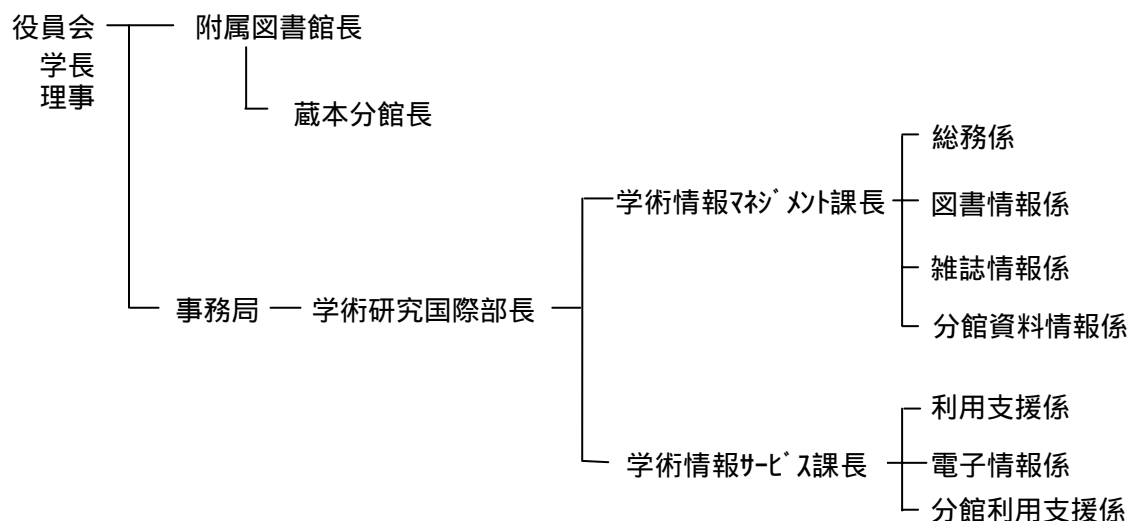 役員会
学長
理事
附属図書館長
蔵本分館長
事務局
学術研究国際部長
学術情報ﾏﾈｼﾞﾒﾝﾄ課長
総務係
図書情報係
雑誌情報係
分館資料情報係
学術情報ｻｰﾋﾞｽ課長
利用支援係
電子情報係
分館利用支援係